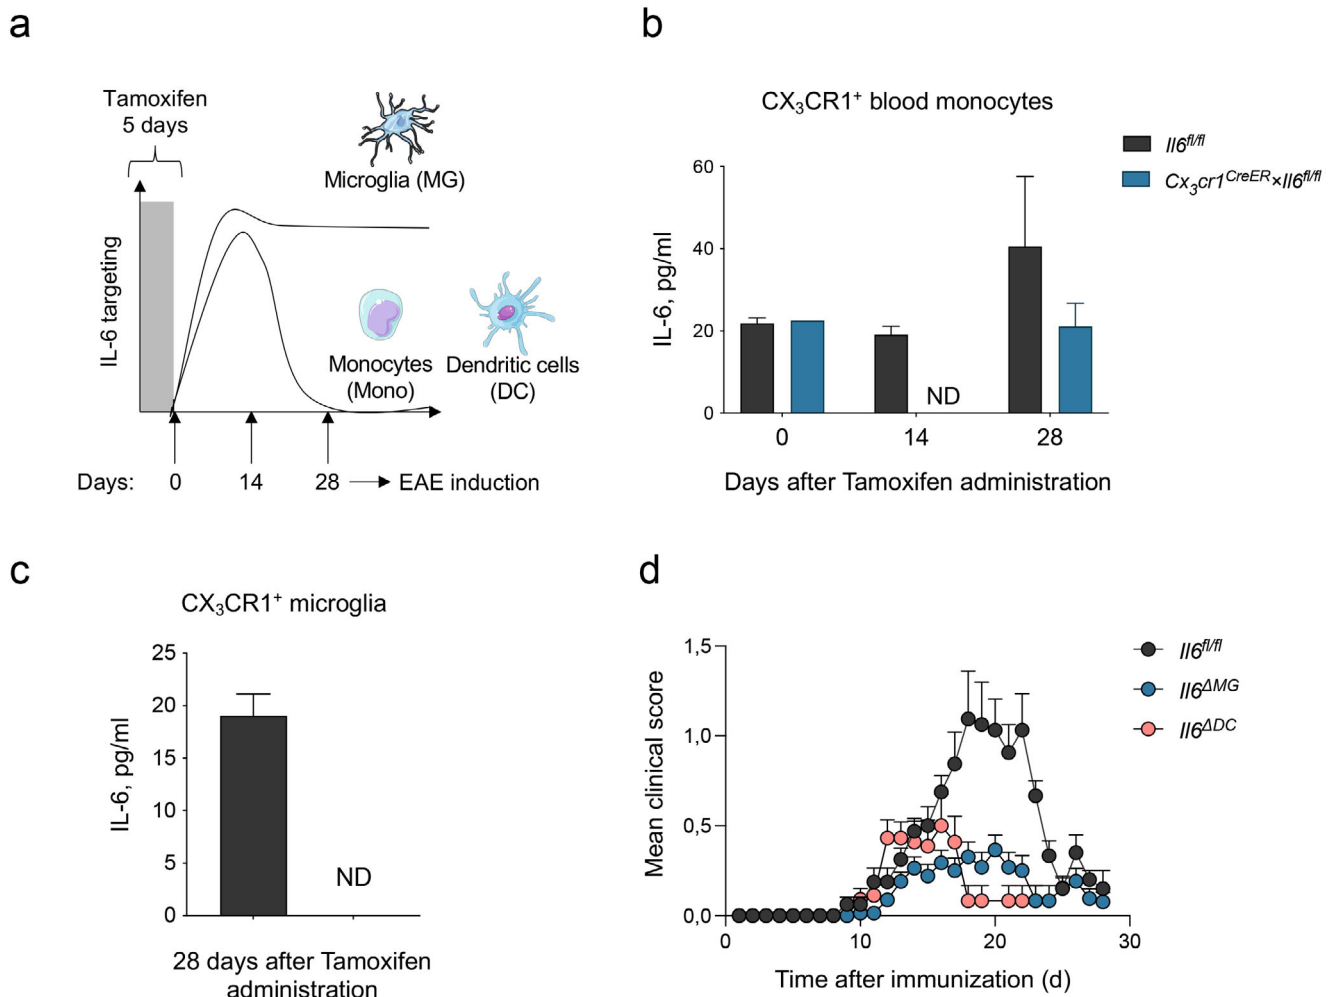 a
Tamoxifen
5 days
Microglia (MG)
IL-6 targeting
Monocytes
(Mono)
Dendritic cells
(DC)
Days: 0 14 28 EAE induction
b
CX₃CR1⁺ blood monocytes
Il6ᶠˡ/ᶠˡ
Cx₃cr1ᶜʳᵉᴱᴿ×Il6ᶠˡ/ᶠˡ
IL-6, pg/ml
60
40
20
0
ND
0 14 28
Days after Tamoxifen administration
c
CX₃CR1⁺ microglia
IL-6, pg/ml
25
20
15
10
5
0
ND
28 days after Tamoxifen
administration
d
Mean clinical score
1,5
1,0
0,5
0,0
0 10 20 30
Time after immunization (d)
Il6ᶠˡ/ᶠˡ
Il6ᐃᴹᴳ
Il6ᐃᴰᶜ